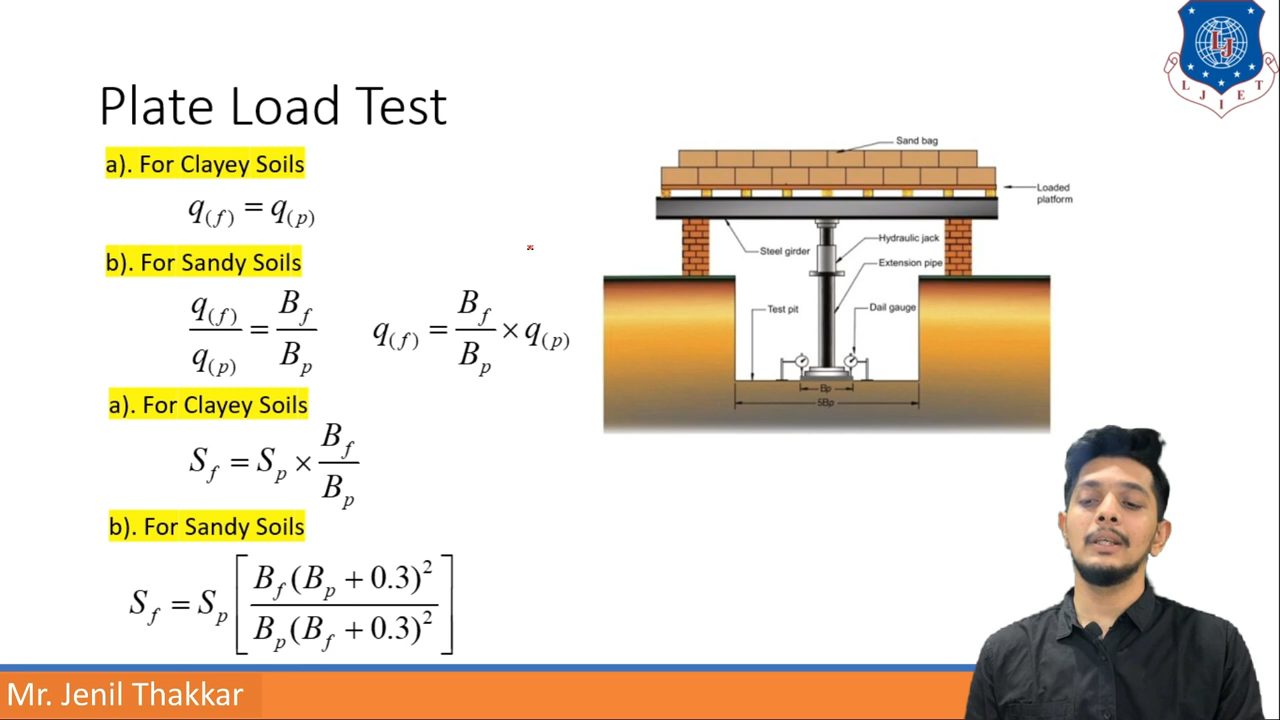 Plate Load Test
a). For Clayey Soils
q(f) = q(p)
b). For Sandy Soils
q(f) / q(p) = Bf / Bp
q(f) = Bf / Bp × q(p)
a). For Clayey Soils
Sf = Sp × Bf / Bp
b). For Sandy Soils
Sf = Sp [ Bf (Bp + 0.3)² / Bp (Bf + 0.3)² ]
Sand bag
Loaded
platform
Steel girder
Hydraulic jack
Extension pipe
Test pit
Dail gauge
Bp
5Bp
LJ
L J I E T
Mr. Jenil Thakkar